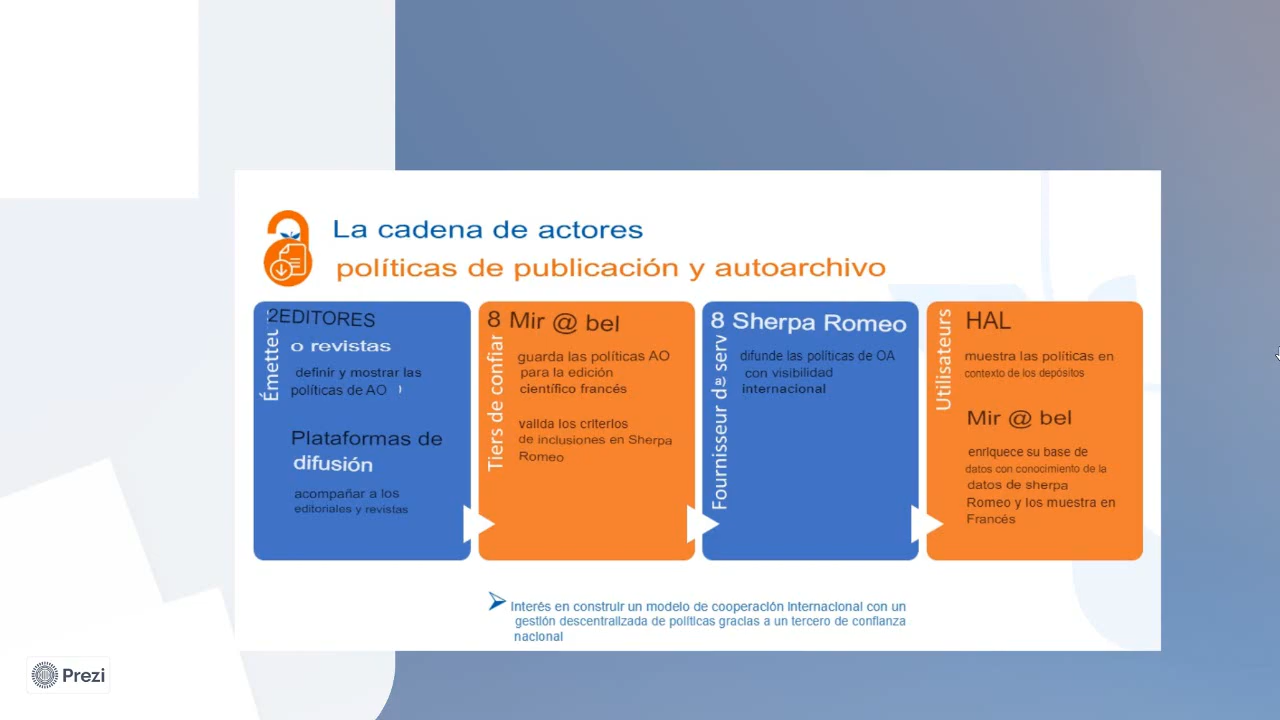 La cadena de actores
políticas de publicación y autoarchivo
2EDITORES
o revistas
definir y mostrar las
políticas de AO )
Plataformas de
difusión
acompañar a los
editoriales y revistas
Émetteu
8 Mir @ bel
guarda las políticas AO
para la edición
científico francés
valida los criterios
de inclusiones en Sherpa
Romeo
Tiers de confiar
8 Sherpa Romeo
difunde las políticas de OA
con visibilidad
internacional
Fournisseur de serv
HAL
muestra las políticas en
contexto de los depósitos
Mir @ bel
enriquece su base de
datos con conocimiento de la
datos de sherpa
Romeo y los muestra en
Francés
Utilisateurs
Interés en construir un modelo de cooperación internacional con un
gestión descentralizada de políticas gracias a un tercero de confianza
nacional
Prezi